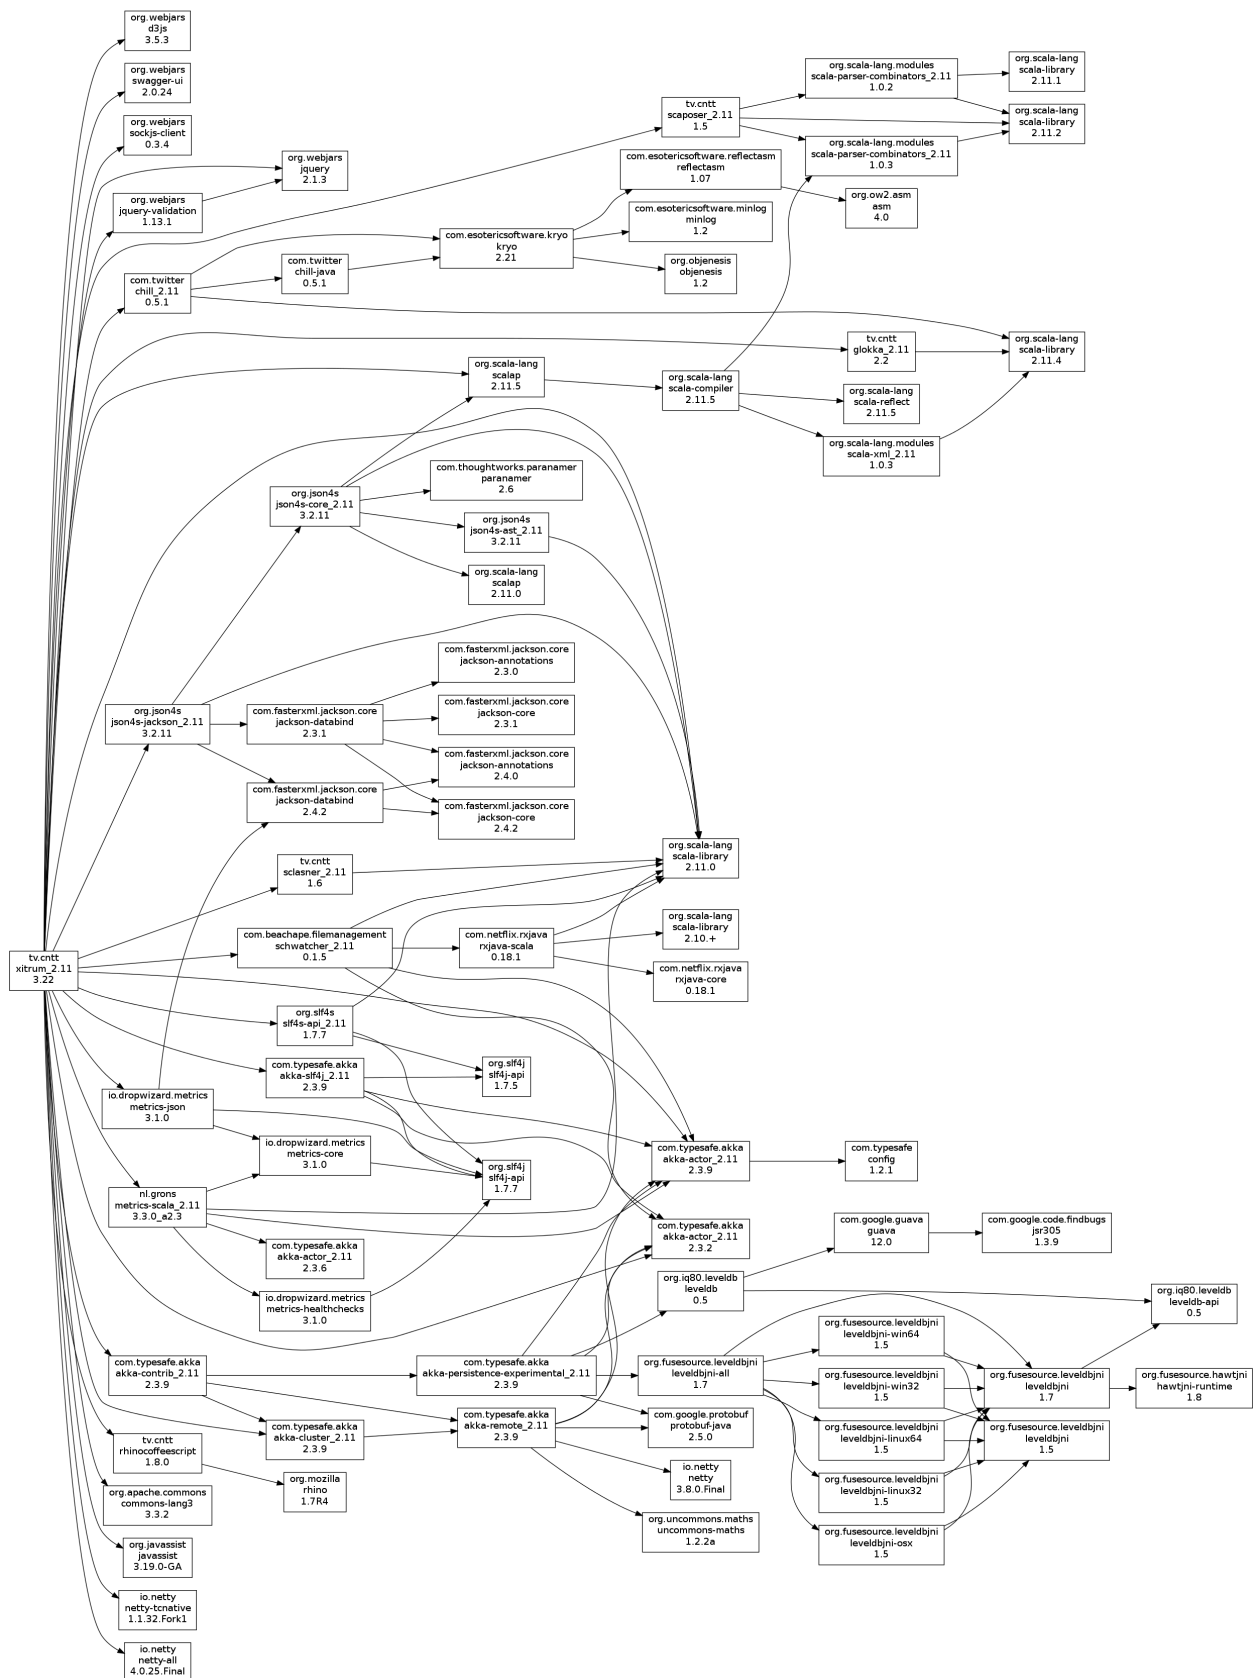 org.webjars
d3js
3.5.3
org.webjars
swagger-ui
2.0.24
org.webjars
sockjs-client
0.3.4
org.webjars
jquery
2.1.3
org.webjars
jquery-validation
1.13.1
com.twitter
chill_2.11
0.5.1
com.twitter
chill-java
0.5.1
com.esotericsoftware.kryo
kryo
2.21
com.esotericsoftware.reflectasm
reflectasm
1.07
com.esotericsoftware.minlog
minlog
1.2
org.objenesis
objenesis
1.2
tv.cntt
scaposer_2.11
1.5
org.scala-lang.modules
scala-parser-combinators_2.11
1.0.2
org.scala-lang.modules
scala-parser-combinators_2.11
1.0.3
org.scala-lang
scala-library
2.11.1
org.scala-lang
scala-library
2.11.2
org.ow2.asm
asm
4.0
tv.cntt
glokka_2.11
2.2
org.scala-lang
scala-library
2.11.4
org.scala-lang
scalap
2.11.5
org.scala-lang
scala-compiler
2.11.5
org.scala-lang
scala-reflect
2.11.5
org.scala-lang.modules
scala-xml_2.11
1.0.3
org.json4s
json4s-core_2.11
3.2.11
com.thoughtworks.paranamer
paranamer
2.6
org.json4s
json4s-ast_2.11
3.2.11
org.scala-lang
scalap
2.11.0
org.json4s
json4s-jackson_2.11
3.2.11
com.fasterxml.jackson.core
jackson-databind
2.3.1
com.fasterxml.jackson.core
jackson-databind
2.4.2
com.fasterxml.jackson.core
jackson-annotations
2.3.0
com.fasterxml.jackson.core
jackson-core
2.3.1
com.fasterxml.jackson.core
jackson-annotations
2.4.0
com.fasterxml.jackson.core
jackson-core
2.4.2
tv.cntt
sclasner_2.11
1.6
org.scala-lang
scala-library
2.11.0
tv.cntt
xitrum_2.11
3.22
com.beachape.filemanagement
schwatcher_2.11
0.1.5
com.netflix.rxjava
rxjava-scala
0.18.1
org.scala-lang
scala-library
2.10.+
com.netflix.rxjava
rxjava-core
0.18.1
org.slf4s
slf4s-api_2.11
1.7.7
com.typesafe.akka
akka-slf4j_2.11
2.3.9
org.slf4j
slf4j-api
1.7.5
io.dropwizard.metrics
metrics-json
3.1.0
io.dropwizard.metrics
metrics-core
3.1.0
org.slf4j
slf4j-api
1.7.7
com.typesafe.akka
akka-actor_2.11
2.3.9
com.typesafe
config
1.2.1
nl.grons
metrics-scala_2.11
3.3.0_a2.3
com.typesafe.akka
akka-actor_2.11
2.3.6
io.dropwizard.metrics
metrics-healthchecks
3.1.0
com.typesafe.akka
akka-actor_2.11
2.3.2
com.google.guava
guava
12.0
com.google.code.findbugs
jsr305
1.3.9
org.iq80.leveldb
leveldb
0.5
org.iq80.leveldb
leveldb-api
0.5
com.typesafe.akka
akka-contrib_2.11
2.3.9
com.typesafe.akka
akka-persistence-experimental_2.11
2.3.9
org.fusesource.leveldbjni
leveldbjni-all
1.7
org.fusesource.leveldbjni
leveldbjni-win64
1.5
org.fusesource.leveldbjni
leveldbjni-win32
1.5
org.fusesource.leveldbjni
leveldbjni-linux64
1.5
org.fusesource.leveldbjni
leveldbjni-linux32
1.5
org.fusesource.leveldbjni
leveldbjni-osx
1.5
org.fusesource.leveldbjni
leveldbjni
1.7
org.fusesource.leveldbjni
leveldbjni
1.5
org.fusesource.hawtjni
hawtjni-runtime
1.8
com.typesafe.akka
akka-cluster_2.11
2.3.9
com.typesafe.akka
akka-remote_2.11
2.3.9
com.google.protobuf
protobuf-java
2.5.0
io.netty
netty
3.8.0.Final
org.uncommons.maths
uncommons-maths
1.2.2a
tv.cntt
rhinocoffeescript
1.8.0
org.mozilla
rhino
1.7R4
org.apache.commons
commons-lang3
3.3.2
org.javassist
javassist
3.19.0-GA
io.netty
netty-tcnative
1.1.32.Fork1
io.netty
netty-all
4.0.25.Final